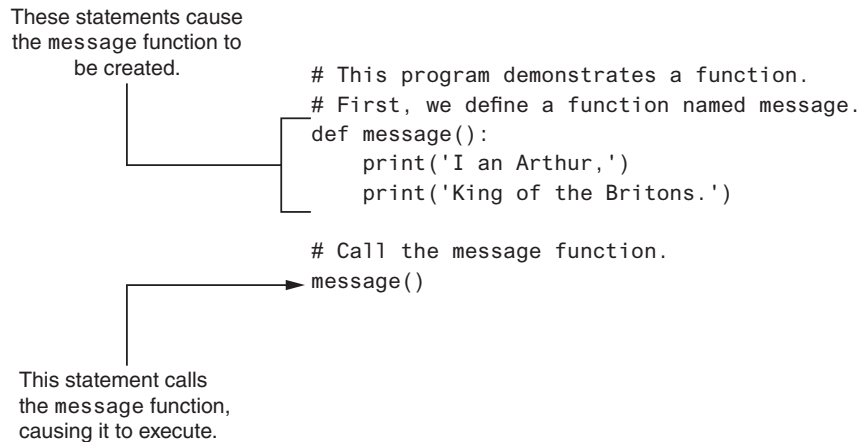 These statements cause
the message function to
be created.
# This program demonstrates a function.
# First, we define a function named message.
def message():
    print('I an Arthur,')
    print('King of the Britons.')
# Call the message function.
message()
This statement calls
the message function,
causing it to execute.